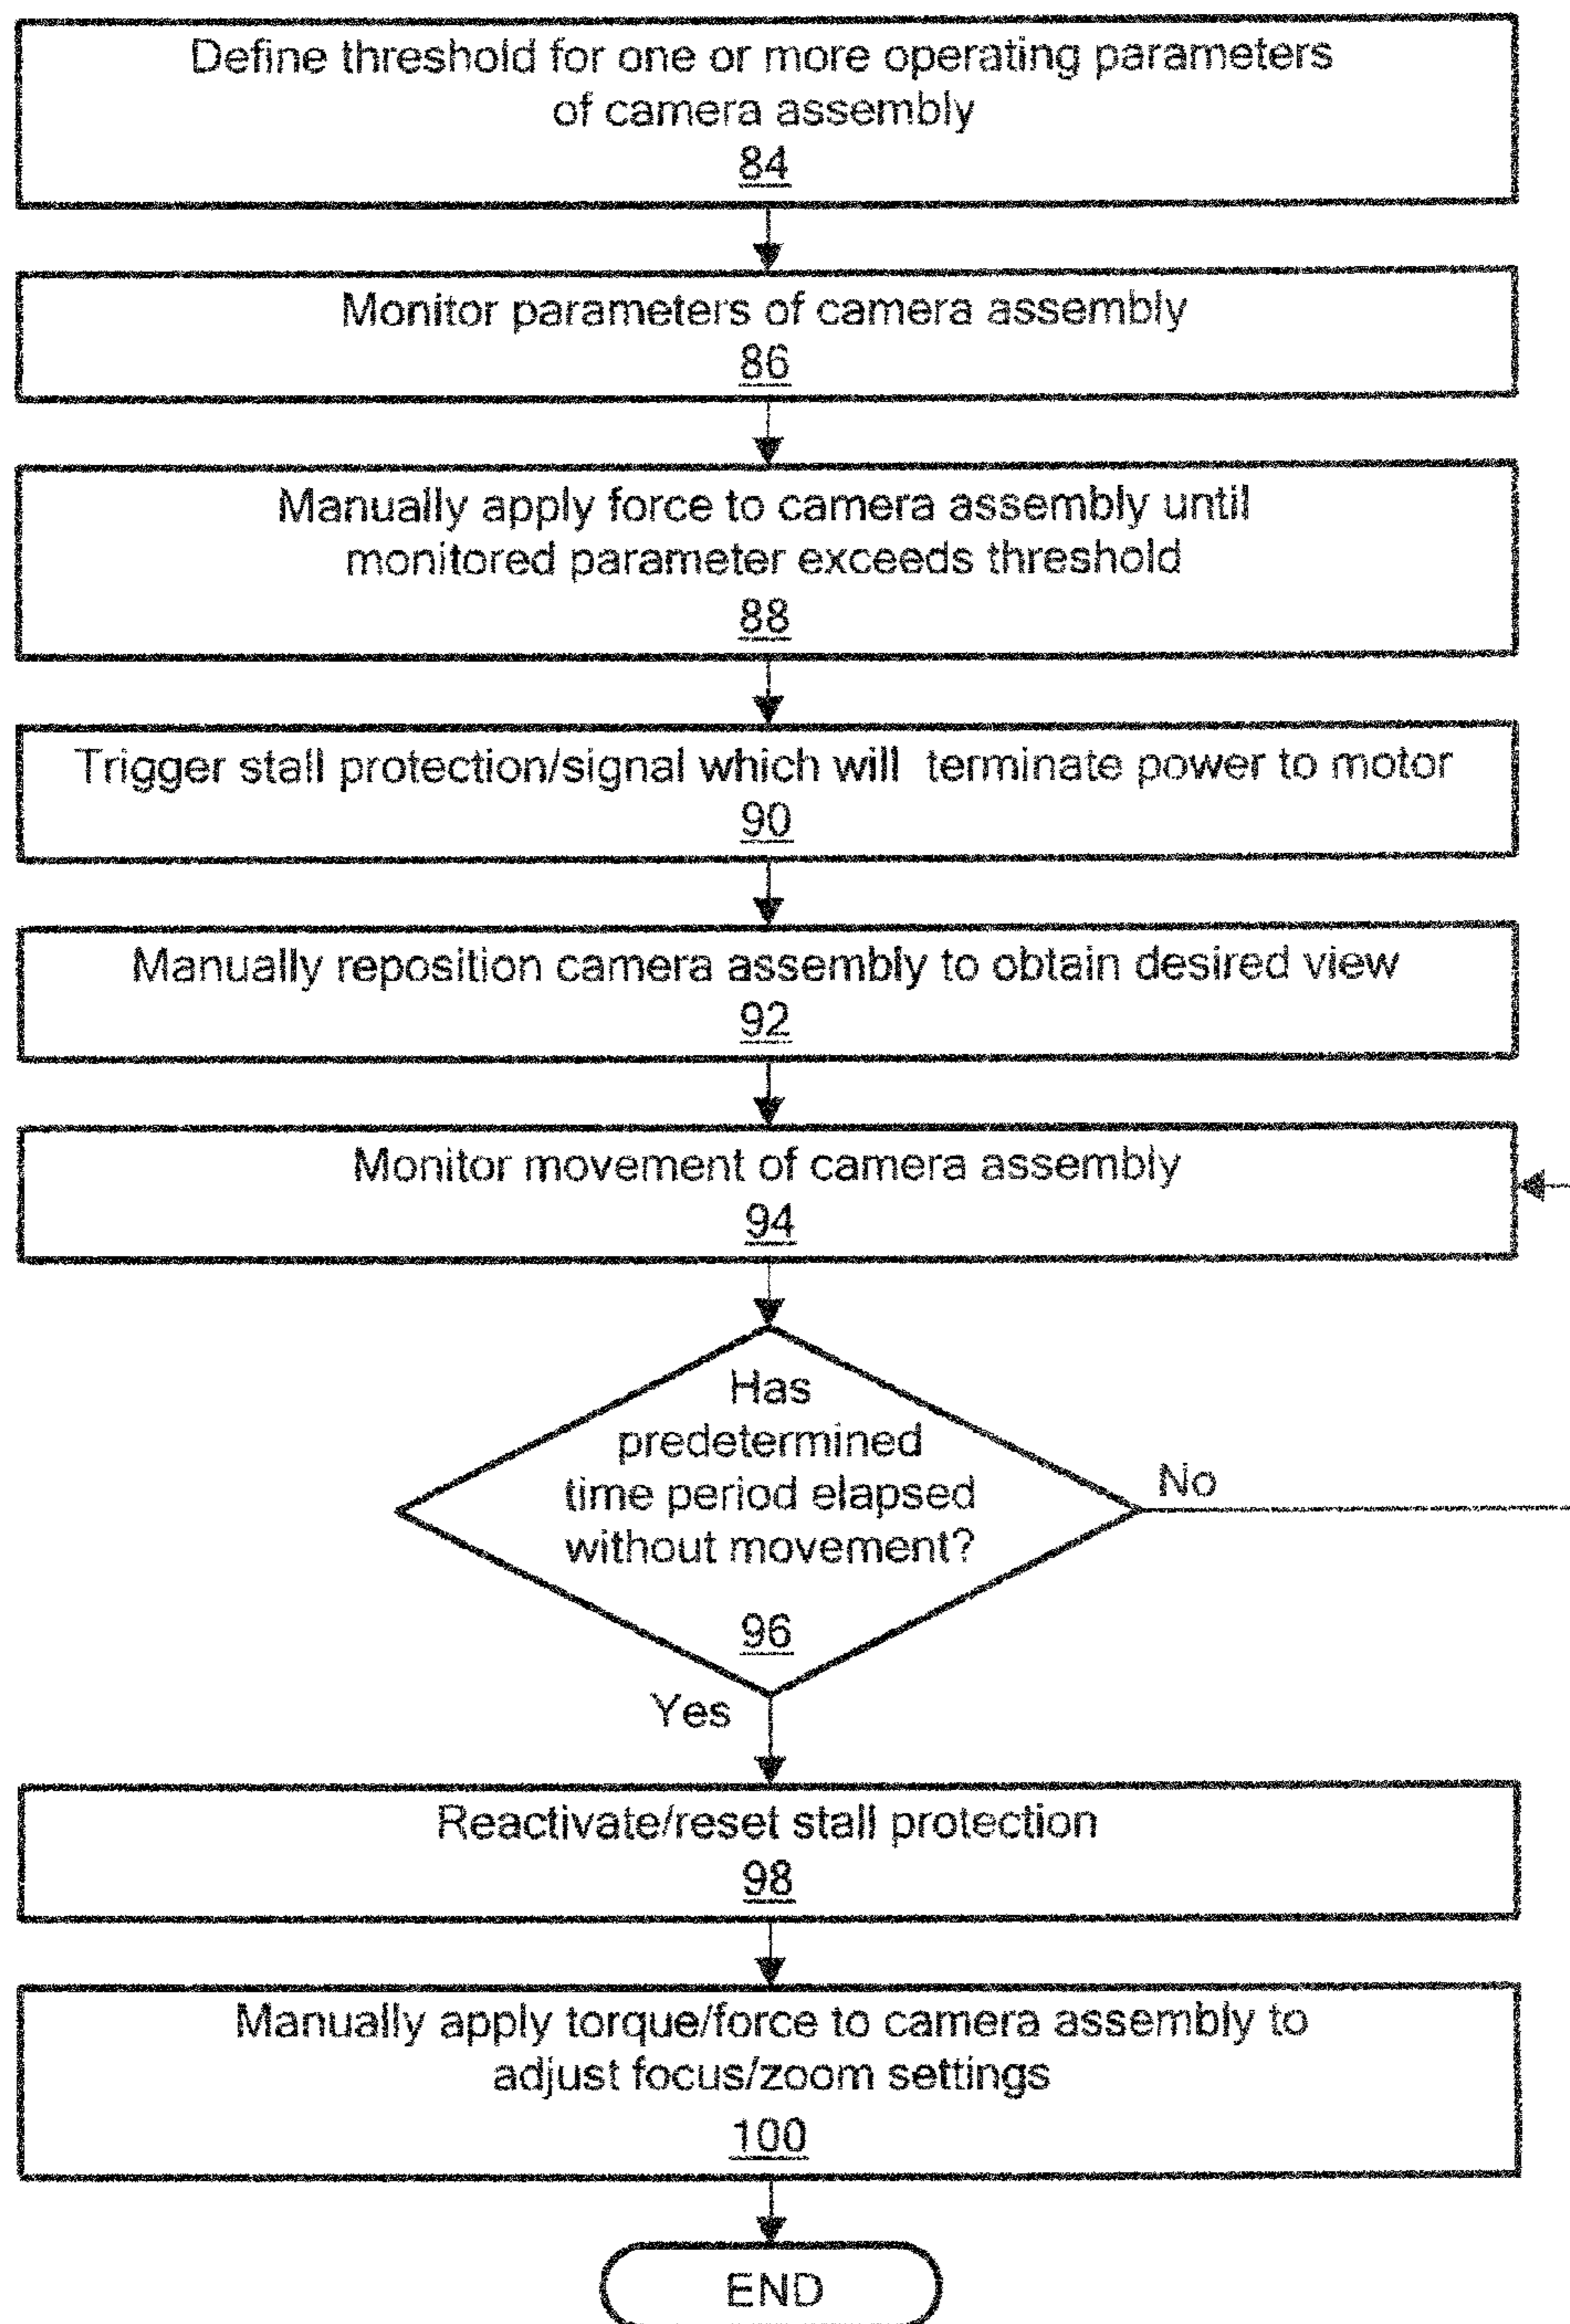 Define threshold for one or more operating parameters
of camera assembly
84
Monitor parameters of camera assembly
86
Manually apply force to camera assembly until
monitored parameter exceeds threshold
88
Trigger stall protection/signal which will terminate power to motor
90
Manually reposition camera assembly to obtain desired view
92
Monitor movement of camera assembly
94
Has
predetermined
time period elapsed
without movement?
96
No
Yes
Reactivate/reset stall protection
98
Manually apply torque/force to camera assembly to
adjust focus/zoom settings
100
END